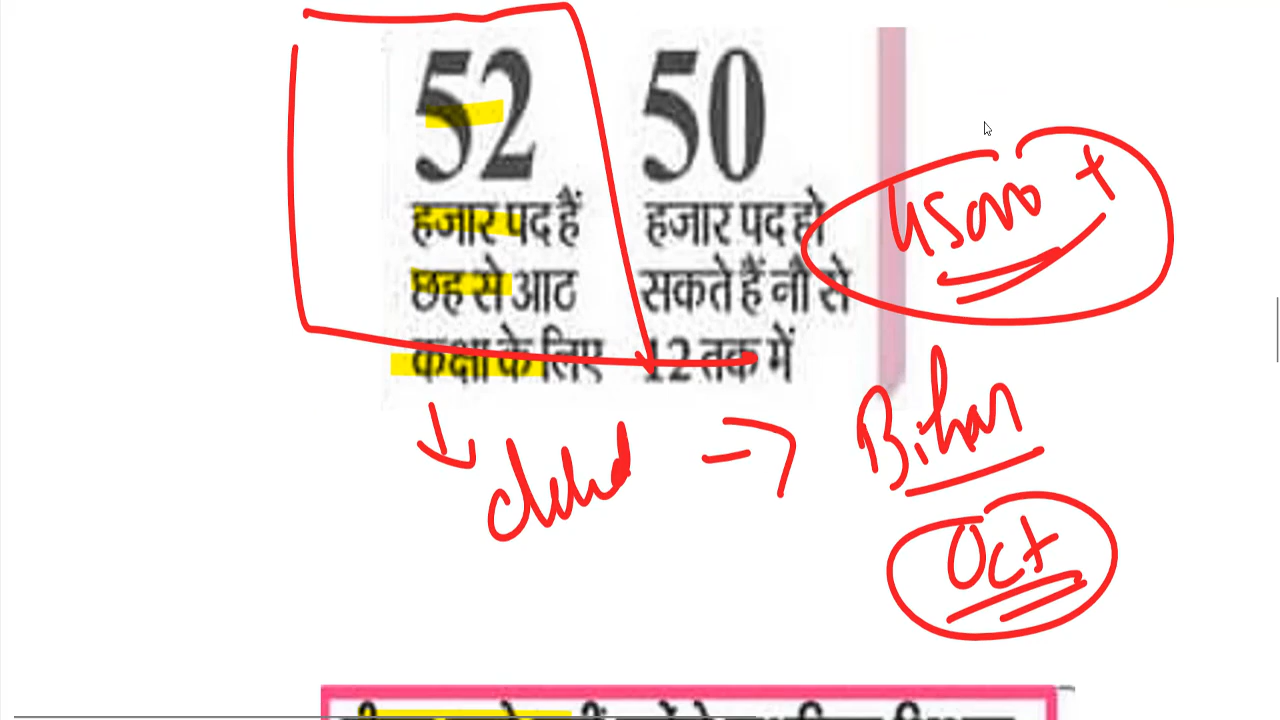 52
हजार पद हैं
छह से आठ
कक्षा के लिए
50
हजार पद हो
सकते हैं नौ से
12 तक में
45000 +
Bihar
Oct